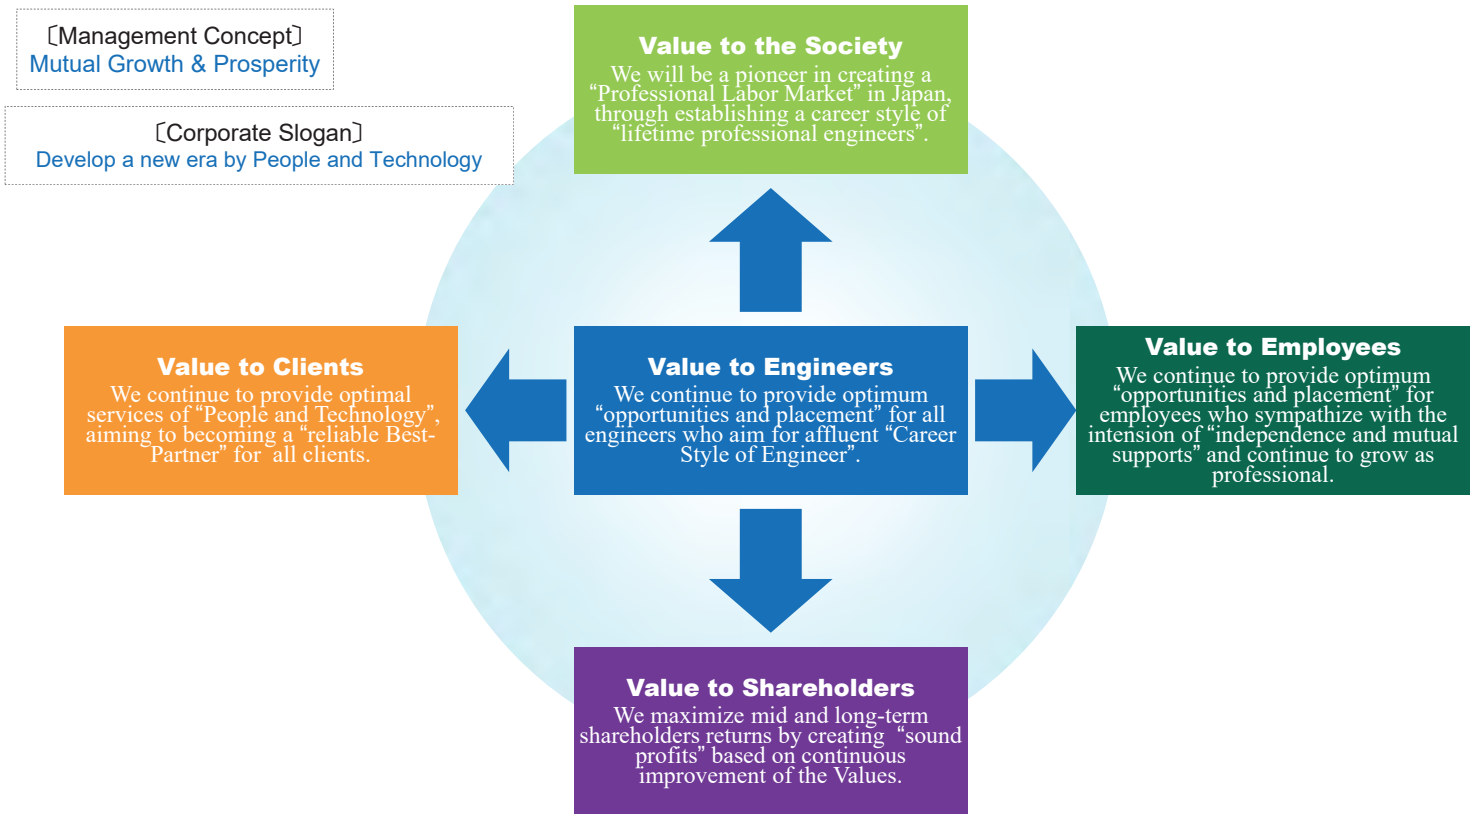 〔Management Concept〕
Mutual Growth & Prosperity
〔Corporate Slogan〕
Develop a new era by People and Technology
Value to the Society
We will be a pioneer in creating a
“Professional Labor Market” in Japan,
through establishing a career style of
“lifetime professional engineers”.
Value to Clients
We continue to provide optimal
services of “People and Technology”,
aiming to becoming a “reliable Best-
Partner” for all clients.
Value to Engineers
We continue to provide optimum
“opportunities and placement” for all
engineers who aim for affluent “Career
Style of Engineer”.
Value to Employees
We continue to provide optimum
“opportunities and placement” for
employees who sympathize with the
intension of “independence and mutual
supports” and continue to grow as
professional.
Value to Shareholders
We maximize mid and long-term
shareholders returns by creating “sound
profits” based on continuous
improvement of the Values.